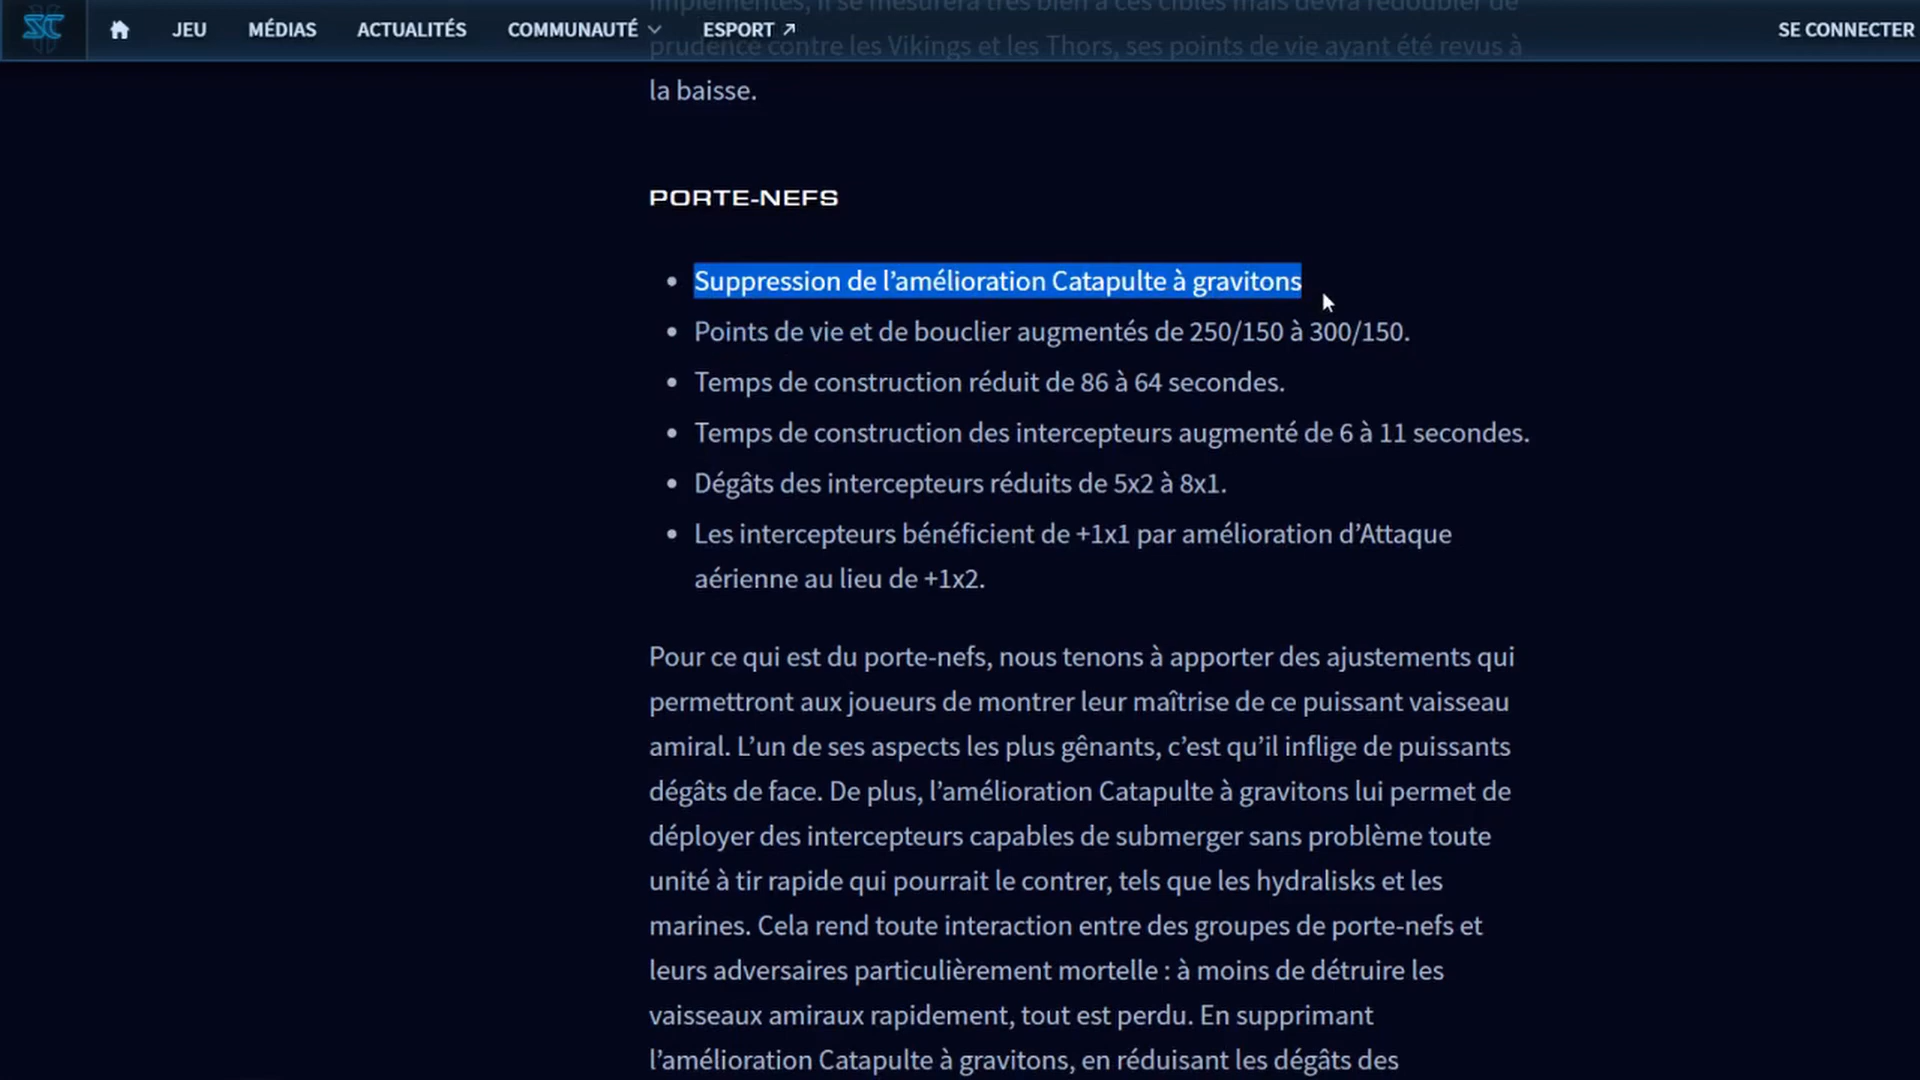 SC
JEU
MÉDIAS
ACTUALITÉS
COMMUNAUTÉ
ESPORT
SE CONNECTER
implémentés, il se mesurera très bien à ces cibles mais devra redoubler de
prudence contre les Vikings et les Thors, ses points de vie ayant été revus à
la baisse.
PORTE-NEFS
Suppression de l’amélioration Catapulte à gravitons
Points de vie et de bouclier augmentés de 250/150 à 300/150.
Temps de construction réduit de 86 à 64 secondes.
Temps de construction des intercepteurs augmenté de 6 à 11 secondes.
Dégâts des intercepteurs réduits de 5x2 à 8x1.
Les intercepteurs bénéficient de +1x1 par amélioration d’Attaque
aérienne au lieu de +1x2.
Pour ce qui est du porte-nefs, nous tenons à apporter des ajustements qui
permettront aux joueurs de montrer leur maîtrise de ce puissant vaisseau
amiral. L’un de ses aspects les plus gênants, c’est qu’il inflige de puissants
dégâts de face. De plus, l’amélioration Catapulte à gravitons lui permet de
déployer des intercepteurs capables de submerger sans problème toute
unité à tir rapide qui pourrait le contrer, tels que les hydralisks et les
marines. Cela rend toute interaction entre des groupes de porte-nefs et
leurs adversaires particulièrement mortelle : à moins de détruire les
vaisseaux amiraux rapidement, tout est perdu. En supprimant
l’amélioration Catapulte à gravitons, en réduisant les dégâts des